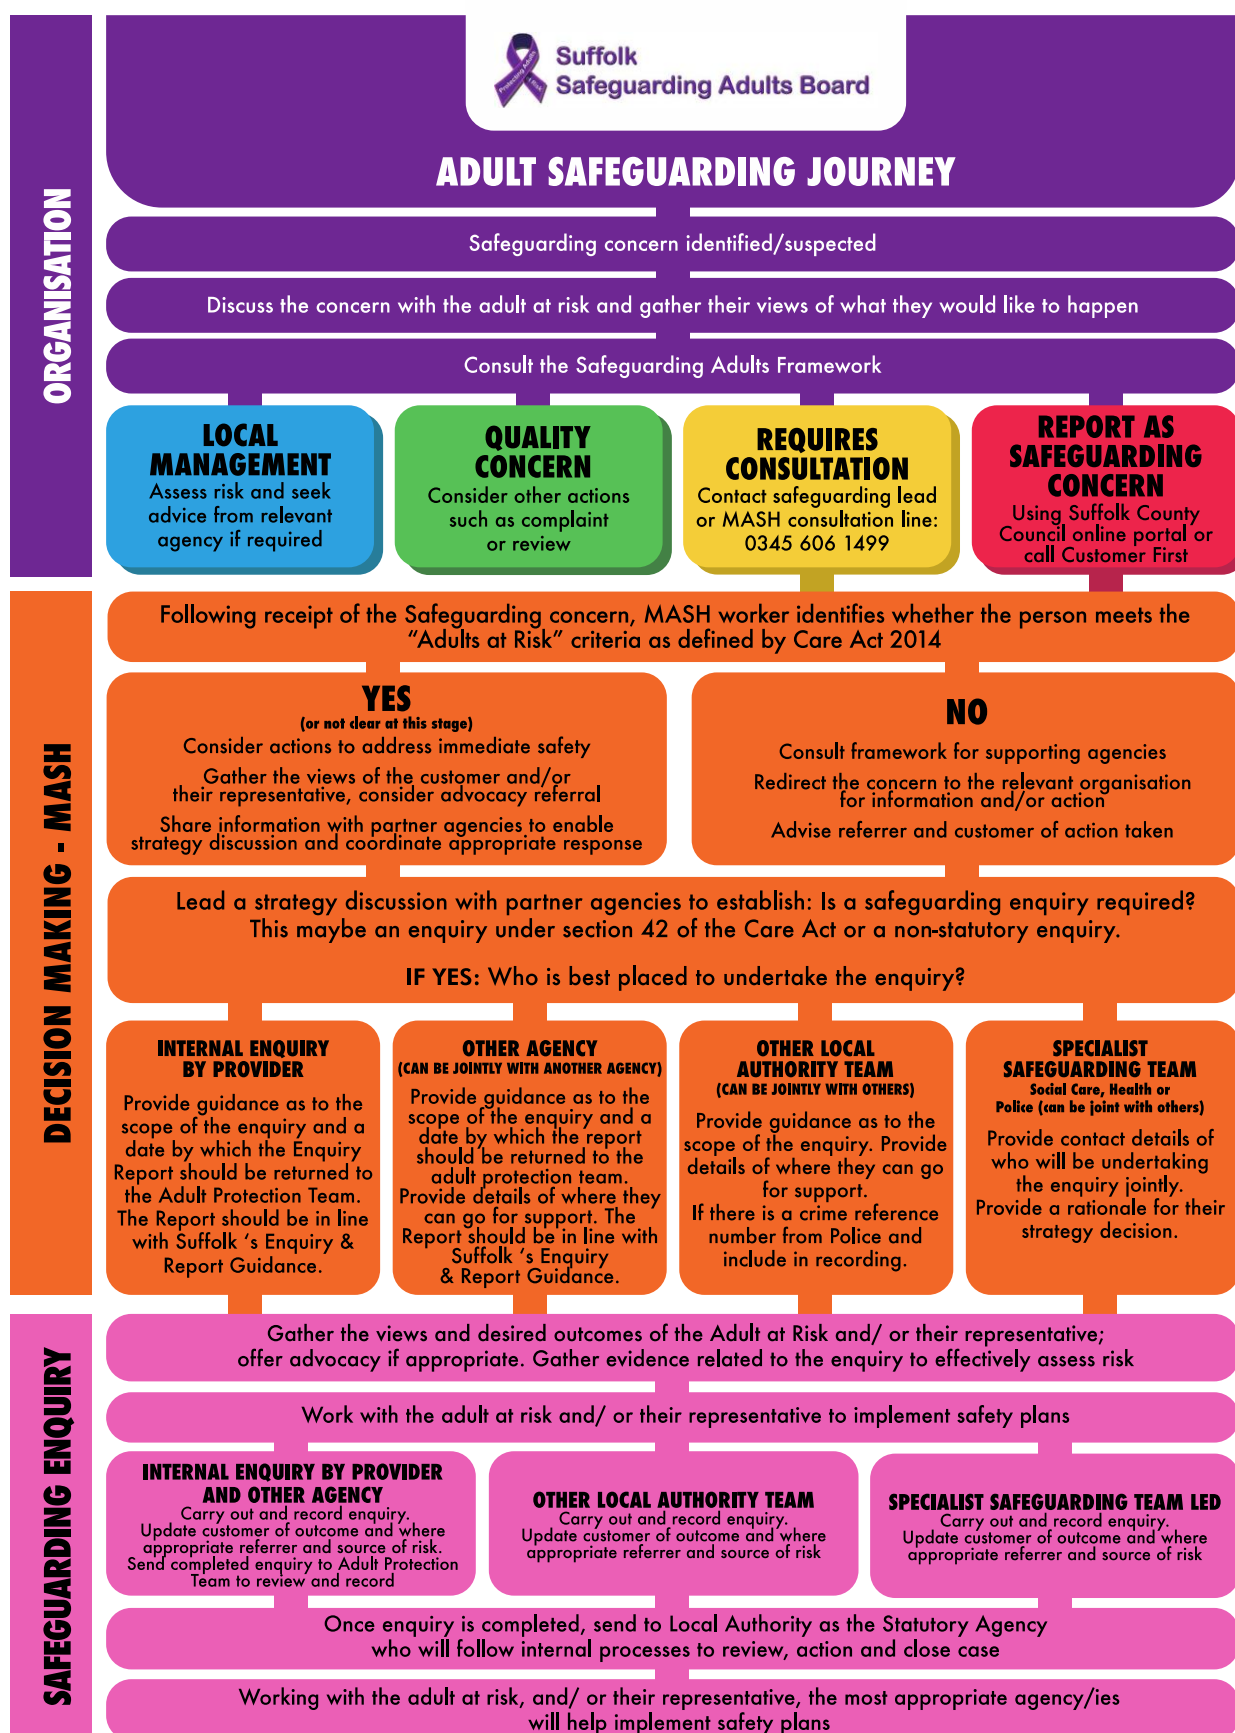 Protecting Adults
Suffolk
Safeguarding Adults Board
ADULT SAFEGUARDING JOURNEY
ORGANISATION
Safeguarding concern identified/suspected
Discuss the concern with the adult at risk and gather their views of what they would like to happen
Consult the Safeguarding Adults Framework
LOCAL
MANAGEMENT
Assess risk and seek
advice from relevant
agency if required
QUALITY
CONCERN
Consider other actions
such as complaint
or review
REQUIRES
CONSULTATION
Contact safeguarding lead
or MASH consultation line:
0345 606 1499
REPORT AS
SAFEGUARDING
CONCERN
Using Suffolk County
Council online portal or
call Customer First
DECISION MAKING - MASH
Following receipt of the Safeguarding concern, MASH worker identifies whether the person meets the
“Adults at Risk” criteria as defined by Care Act 2014
YES
(or not clear at this stage)
Consider actions to address immediate safety
Gather the views of the customer and/or
their representative, consider advocacy referral
Share information with partner agencies to enable
strategy discussion and coordinate appropriate response
NO
Consult framework for supporting agencies
Redirect the concern to the relevant organisation
for information and/or action
Advise referrer and customer of action taken
Lead a strategy discussion with partner agencies to establish: Is a safeguarding enquiry required?
This maybe an enquiry under section 42 of the Care Act or a non-statutory enquiry.
IF YES: Who is best placed to undertake the enquiry?
INTERNAL ENQUIRY
BY PROVIDER
Provide guidance as to the
scope of the enquiry and a
date by which the Enquiry
Report should be returned to
the Adult Protection Team.
The Report should be in line
with Suffolk ‘s Enquiry &
Report Guidance.
OTHER AGENCY
(CAN BE JOINTLY WITH ANOTHER AGENCY)
Provide guidance as to the
scope of the enquiry and a
date by which the report
should be returned to the
adult protection team.
Provide details of where they
can go for support. The
Report should be in line with
Suffolk ‘s Enquiry
& Report Guidance.
OTHER LOCAL
AUTHORITY TEAM
(CAN BE JOINTLY WITH OTHERS)
Provide guidance as to the
scope of the enquiry. Provide
details of where they can go
for support.
If there is a crime reference
number from Police and
include in recording.
SPECIALIST
SAFEGUARDING TEAM
Social Care, Health or
Police (can be joint with others)
Provide contact details of
who will be undertaking
the enquiry jointly.
Provide a rationale for their
strategy decision.
SAFEGUARDING ENQUIRY
Gather the views and desired outcomes of the Adult at Risk and/ or their representative;
offer advocacy if appropriate. Gather evidence related to the enquiry to effectively assess risk
Work with the adult at risk and/ or their representative to implement safety plans
INTERNAL ENQUIRY BY PROVIDER
AND OTHER AGENCY
Carry out and record enquiry.
Update customer of outcome and where
appropriate referrer and source of risk.
Send completed enquiry to Adult Protection
Team to review and record
OTHER LOCAL AUTHORITY TEAM
Carry out and record enquiry.
Update customer of outcome and where
appropriate referrer and source of risk
SPECIALIST SAFEGUARDING TEAM LED
Carry out and record enquiry.
Update customer of outcome and where
appropriate referrer and source of risk
Once enquiry is completed, send to Local Authority as the Statutory Agency
who will follow internal processes to review, action and close case
Working with the adult at risk, and/ or their representative, the most appropriate agency/ies
will help implement safety plans